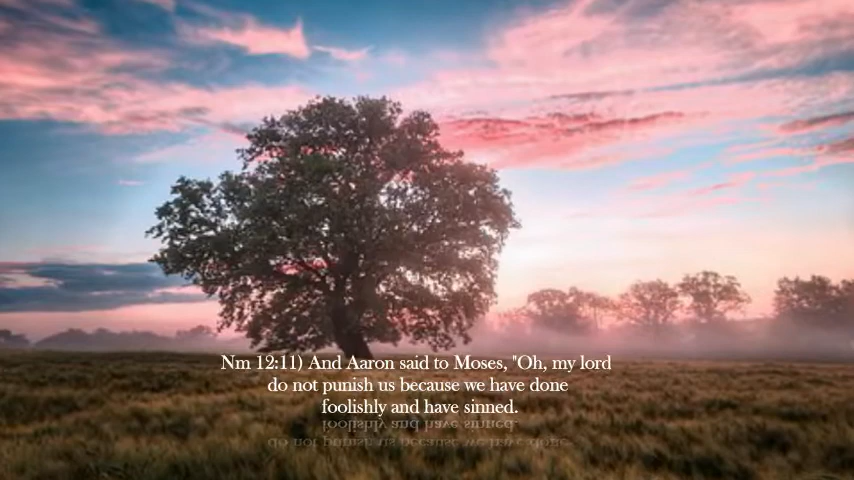 Nm 12:11) And Aaron said to Moses, "Oh, my lord
do not punish us because we have done
foolishly and have sinned.